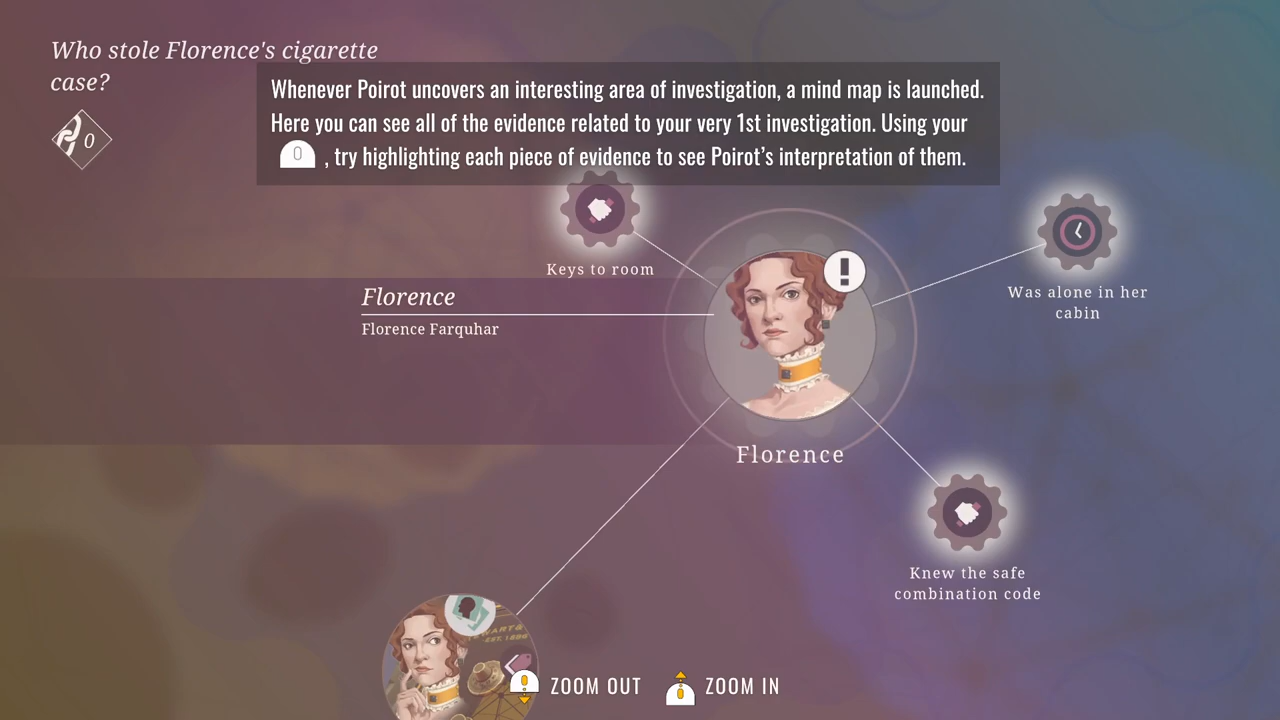 Who stole Florence's cigarette
case?
0
Whenever Poirot uncovers an interesting area of investigation, a mind map is launched.
Here you can see all of the evidence related to your very 1st investigation. Using your
, try highlighting each piece of evidence to see Poirot’s interpretation of them.
Keys to room
Was alone in her
cabin
Florence
Florence Farquhar
Florence
Knew the safe
combination code
EST. 1886
ZOOM OUT
ZOOM IN